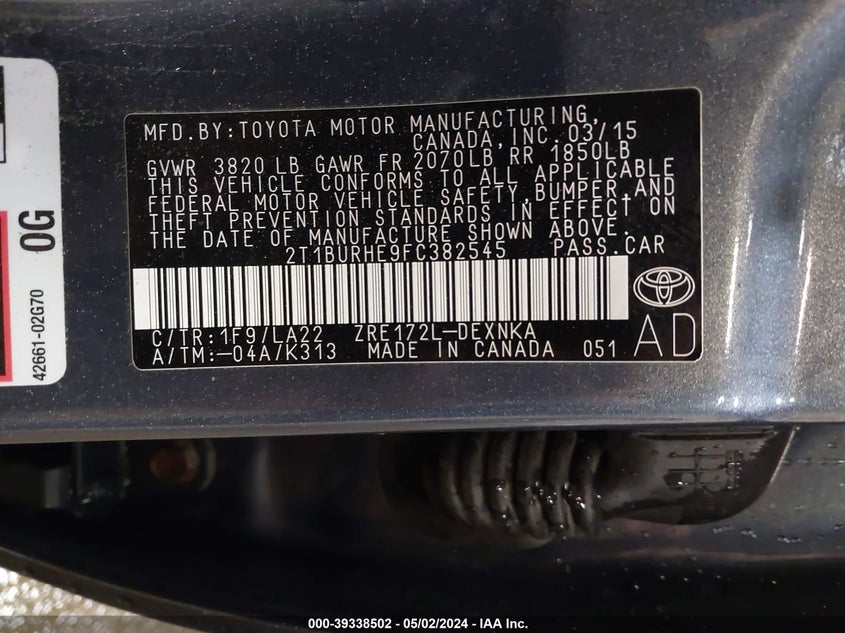 MFD.BY:TOYOTA MOTOR MANUFACTURING,
CANADA,INC. 03/15
GVWR 3820 LB GAWR FR 2070LB RR 1850LB
THIS VEHICLE CONFORMS TO ALL APPLICABLE
FEDERAL MOTOR VEHICLE SAFETY,BUMPER,AND
THEFT PREVENTION STANDARDS IN EFFECT ON
THE DATE OF MANUFACTURE SHOWN ABOVE.
2T1BURHE9FC382545 PASS.CAR
C/TR:1F9/LA22 ZRE172L-DEXNKA
A/TM:-04A/K313 MADE IN CANADA 051
AD
0G
42661-02G70
000-39338502 - 05/02/2024 - IAA Inc.